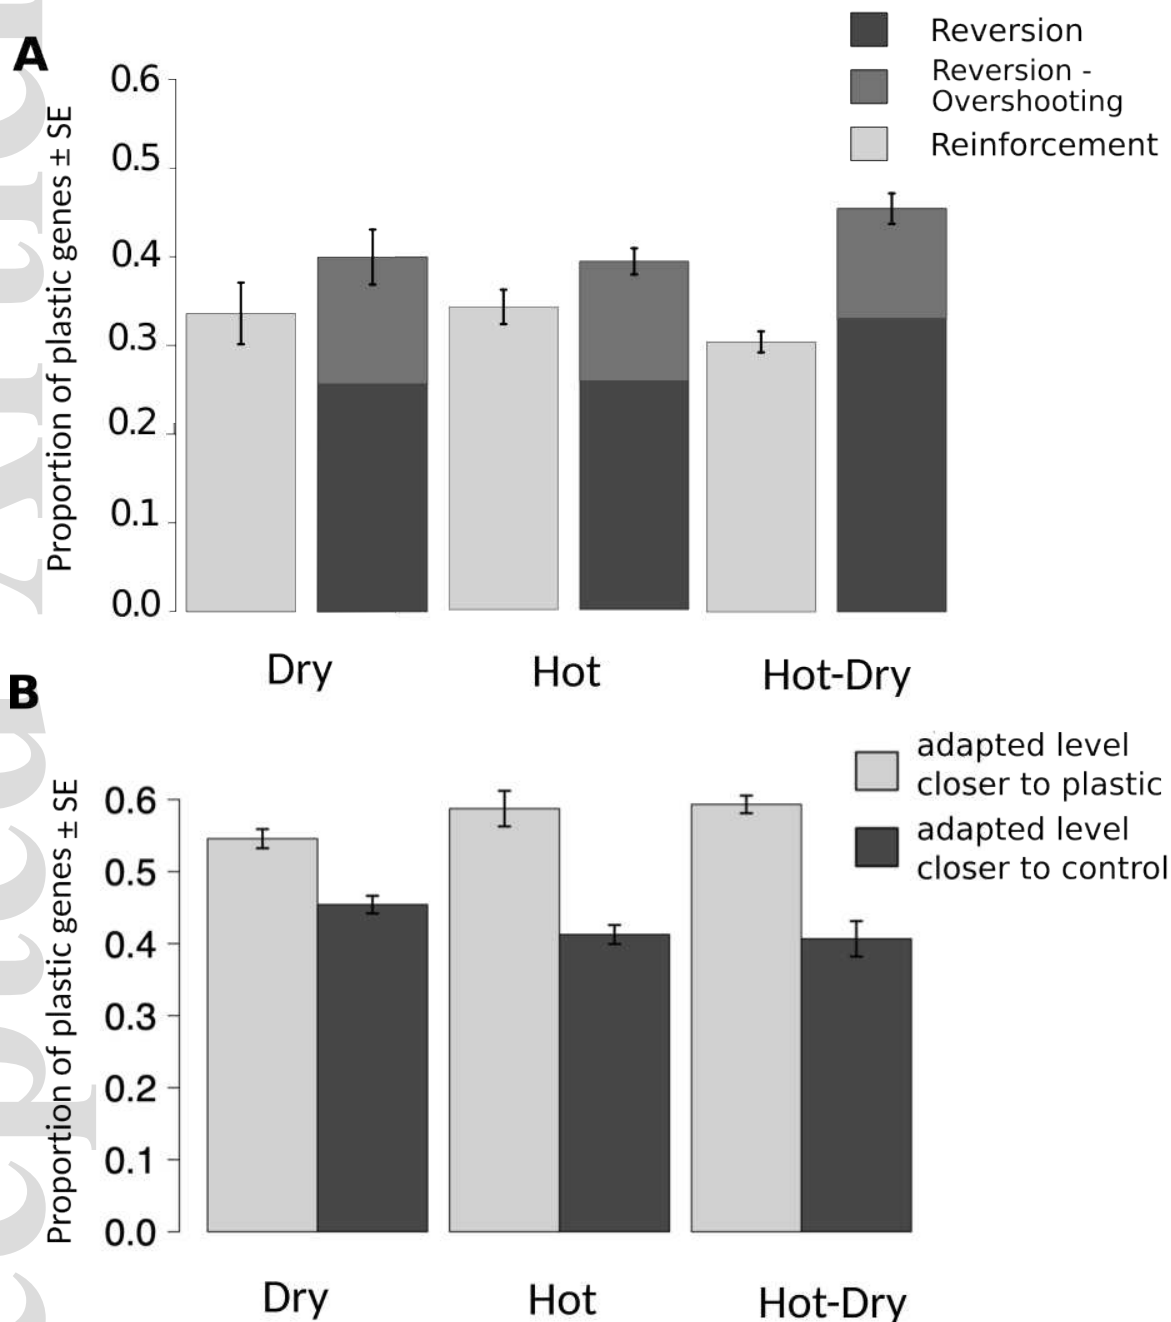 A
Reversion
Reversion -
Overshooting
Reinforcement
Proportion of plastic genes ± SE
0.6
0.5
0.4
0.3
0.2
0.1
0.0
Dry
Hot
Hot-Dry
B
adapted level
closer to plastic
adapted level
closer to control
Proportion of plastic genes ± SE
0.6
0.5
0.4
0.3
0.2
0.1
0.0
Dry
Hot
Hot-Dry